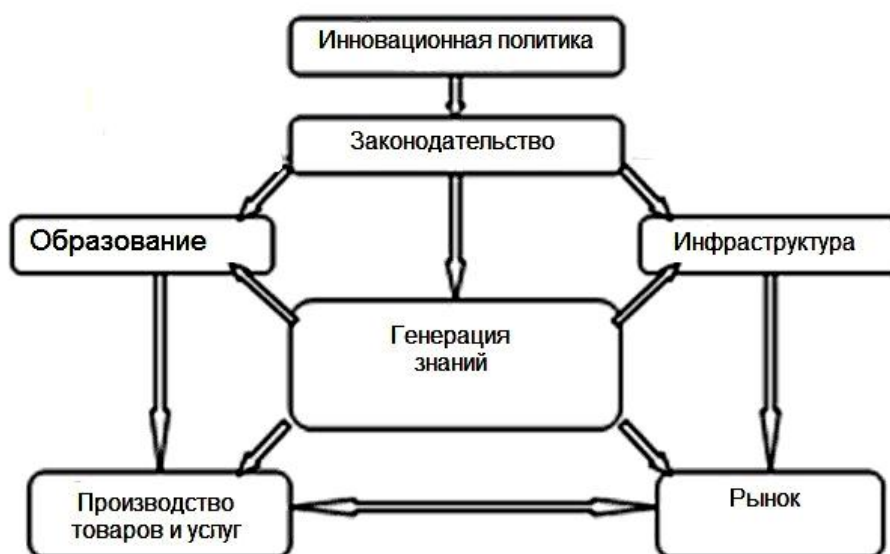 Инновационная политика
Законодательство
Образование
Инфраструктура
Генерация
знаний
Производство
товаров и услуг
Рынок